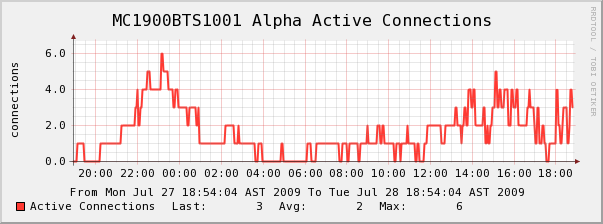 MC1900BTS1001 Alpha Active Connections
RRDTOOL / TOBI OETIKER
connections
6.0
4.0
2.0
0.0
20:00 22:00 00:00 02:00 04:00 06:00 08:00 10:00 12:00 14:00 16:00 18:00
From Mon Jul 27 18:54:04 AST 2009 To Tue Jul 28 18:54:04 AST 2009
Active Connections Last: 3 Avg: 2 Max: 6